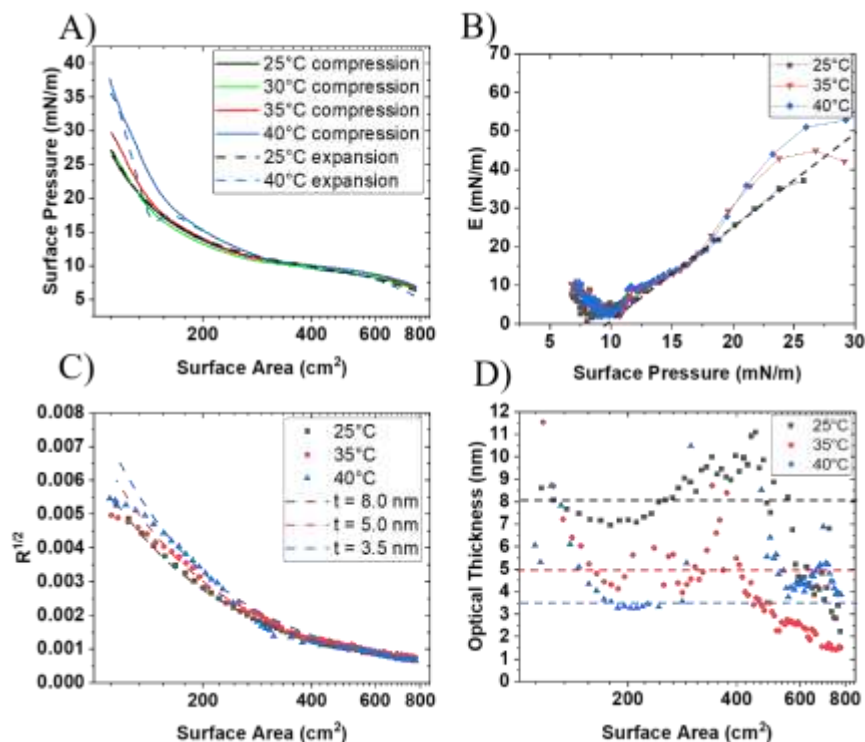 A)
Surface Pressure (mN/m)
40
35
30
25
20
15
10
5
25°C compression
30°C compression
35°C compression
40°C compression
25°C expansion
40°C expansion
200 400 600 800
Surface Area (cm²)
B)
E (mN/m)
70
60
50
40
30
20
10
0
25°C
35°C
40°C
5 10 15 20 25 30
Surface Pressure (mN/m)
C)
R^1/2
0.008
0.007
0.006
0.005
0.004
0.003
0.002
0.001
0.000
25°C
35°C
40°C
t = 8.0 nm
t = 5.0 nm
t = 3.5 nm
200 400 600 800
Surface Area (cm²)
D)
Optical Thickness (nm)
12
11
10
9
8
7
6
5
4
3
2
1
0
25°C
35°C
40°C
200 400 600 800
Surface Area (cm²)